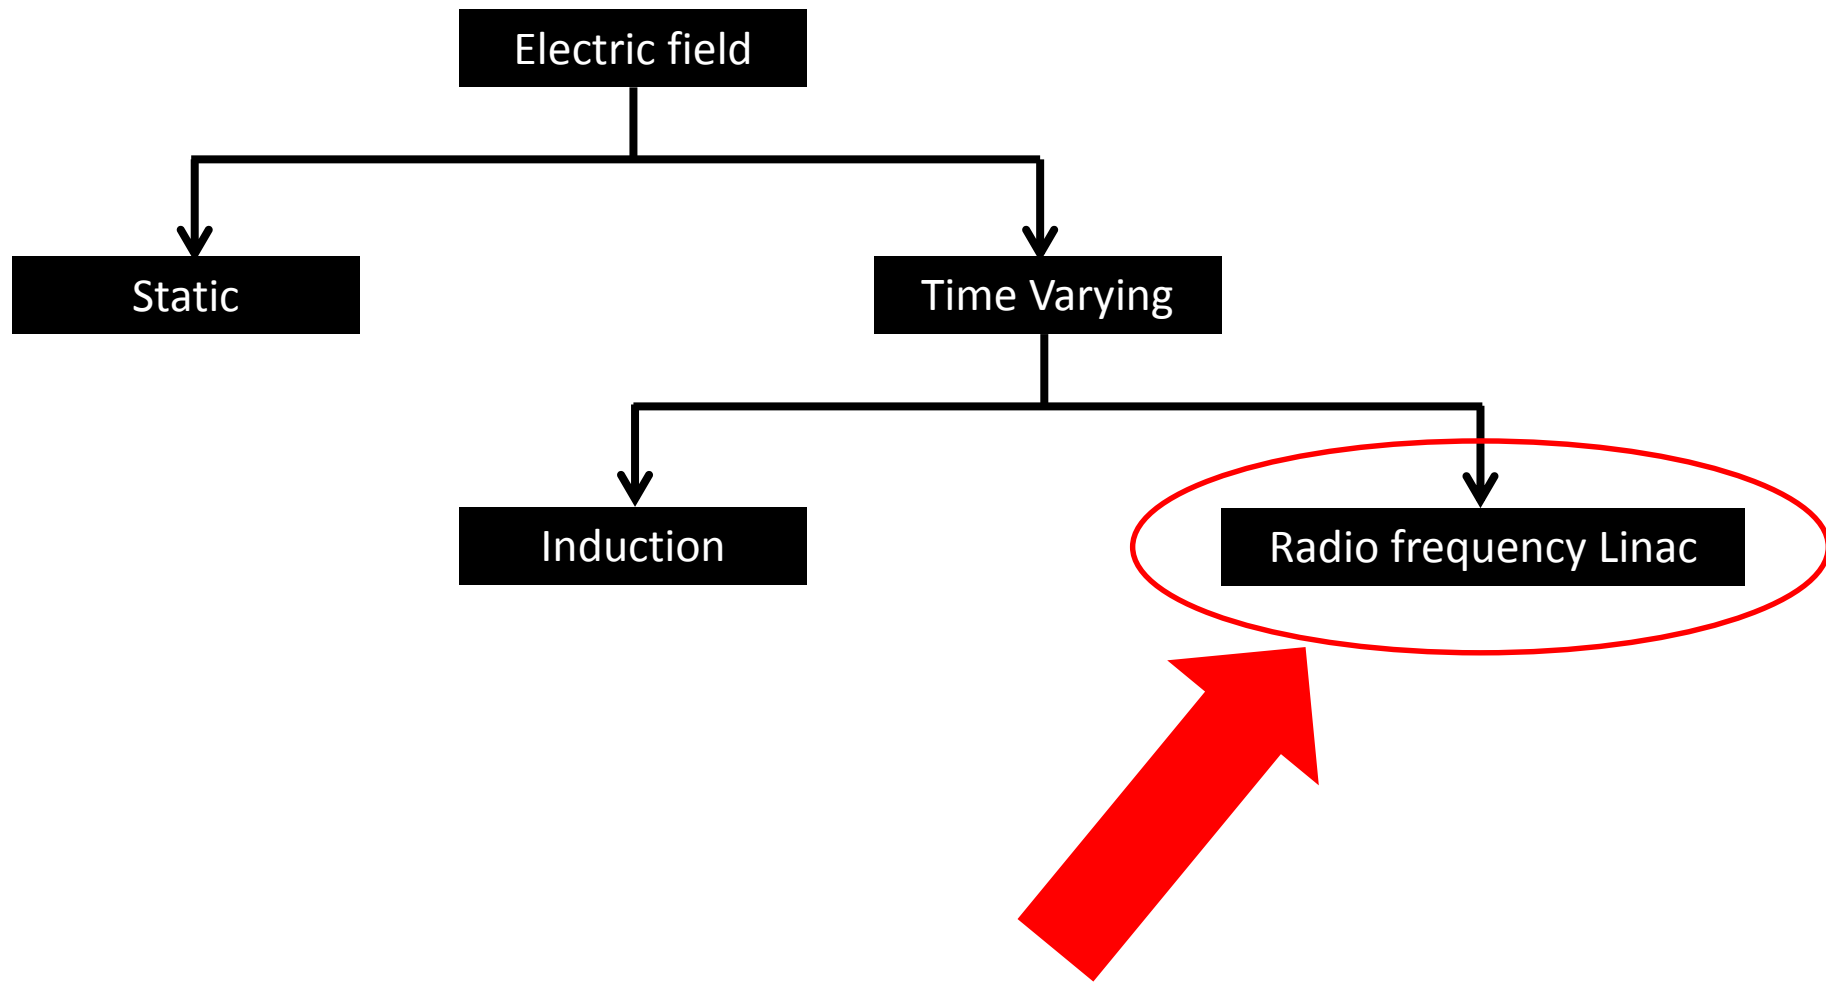 Electric field
Static
Time Varying
Induction
Radio frequency Linac